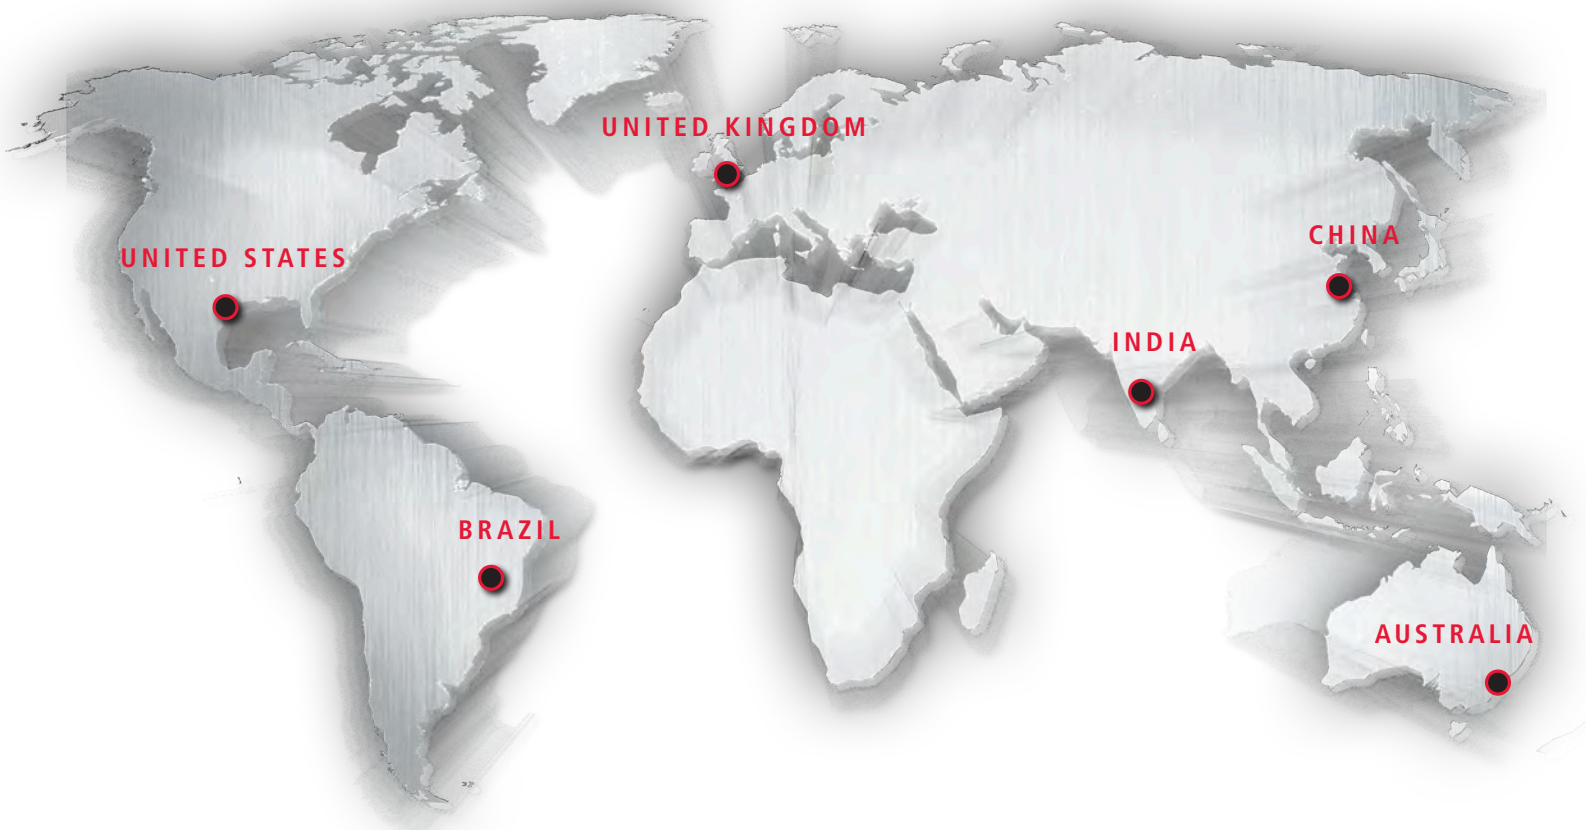 UNITED KINGDOM
CHINA
UNITED STATES
INDIA
BRAZIL
AUSTRALIA